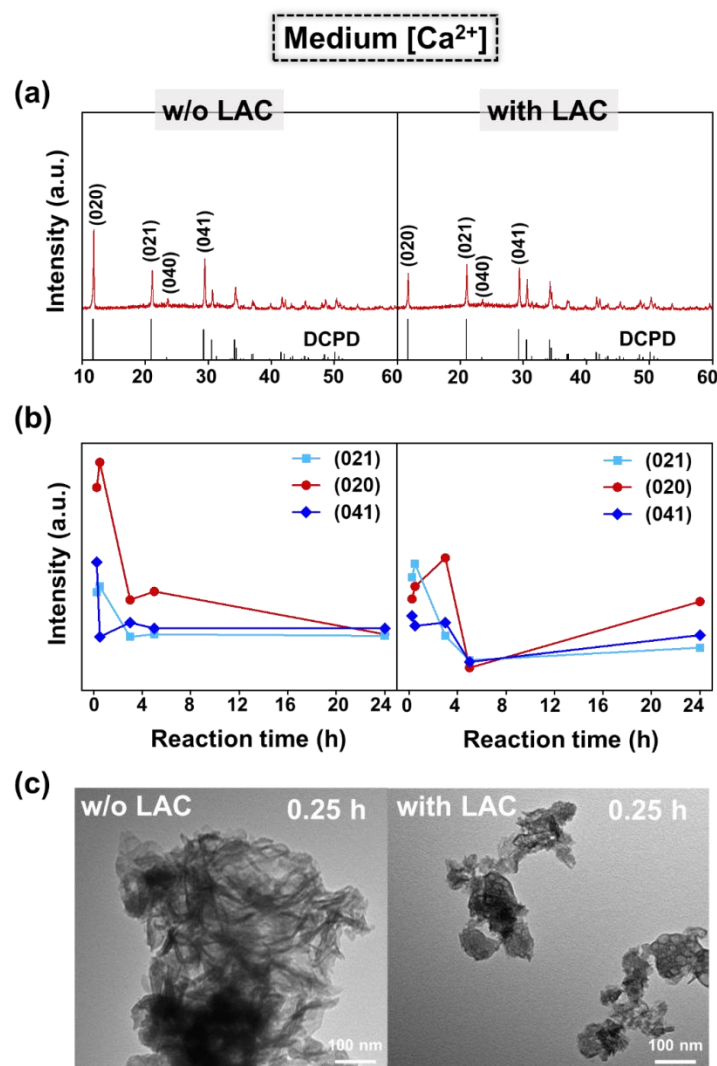 Medium [Ca²⁺]
(a)
w/o LAC
with LAC
Intensity (a.u.)
(020)
(021)
(040)
(041)
DCPD
(020)
(021)
(040)
(041)
DCPD
10 20 30 40 50 60
20 30 40 50 60
(b)
Intensity (a.u.)
(021)
(020)
(041)
(021)
(020)
(041)
0 4 8 12 16 20 24
0 4 8 12 16 20 24
Reaction time (h)
Reaction time (h)
(c)
w/o LAC 0.25 h
with LAC 0.25 h
100 nm
100 nm